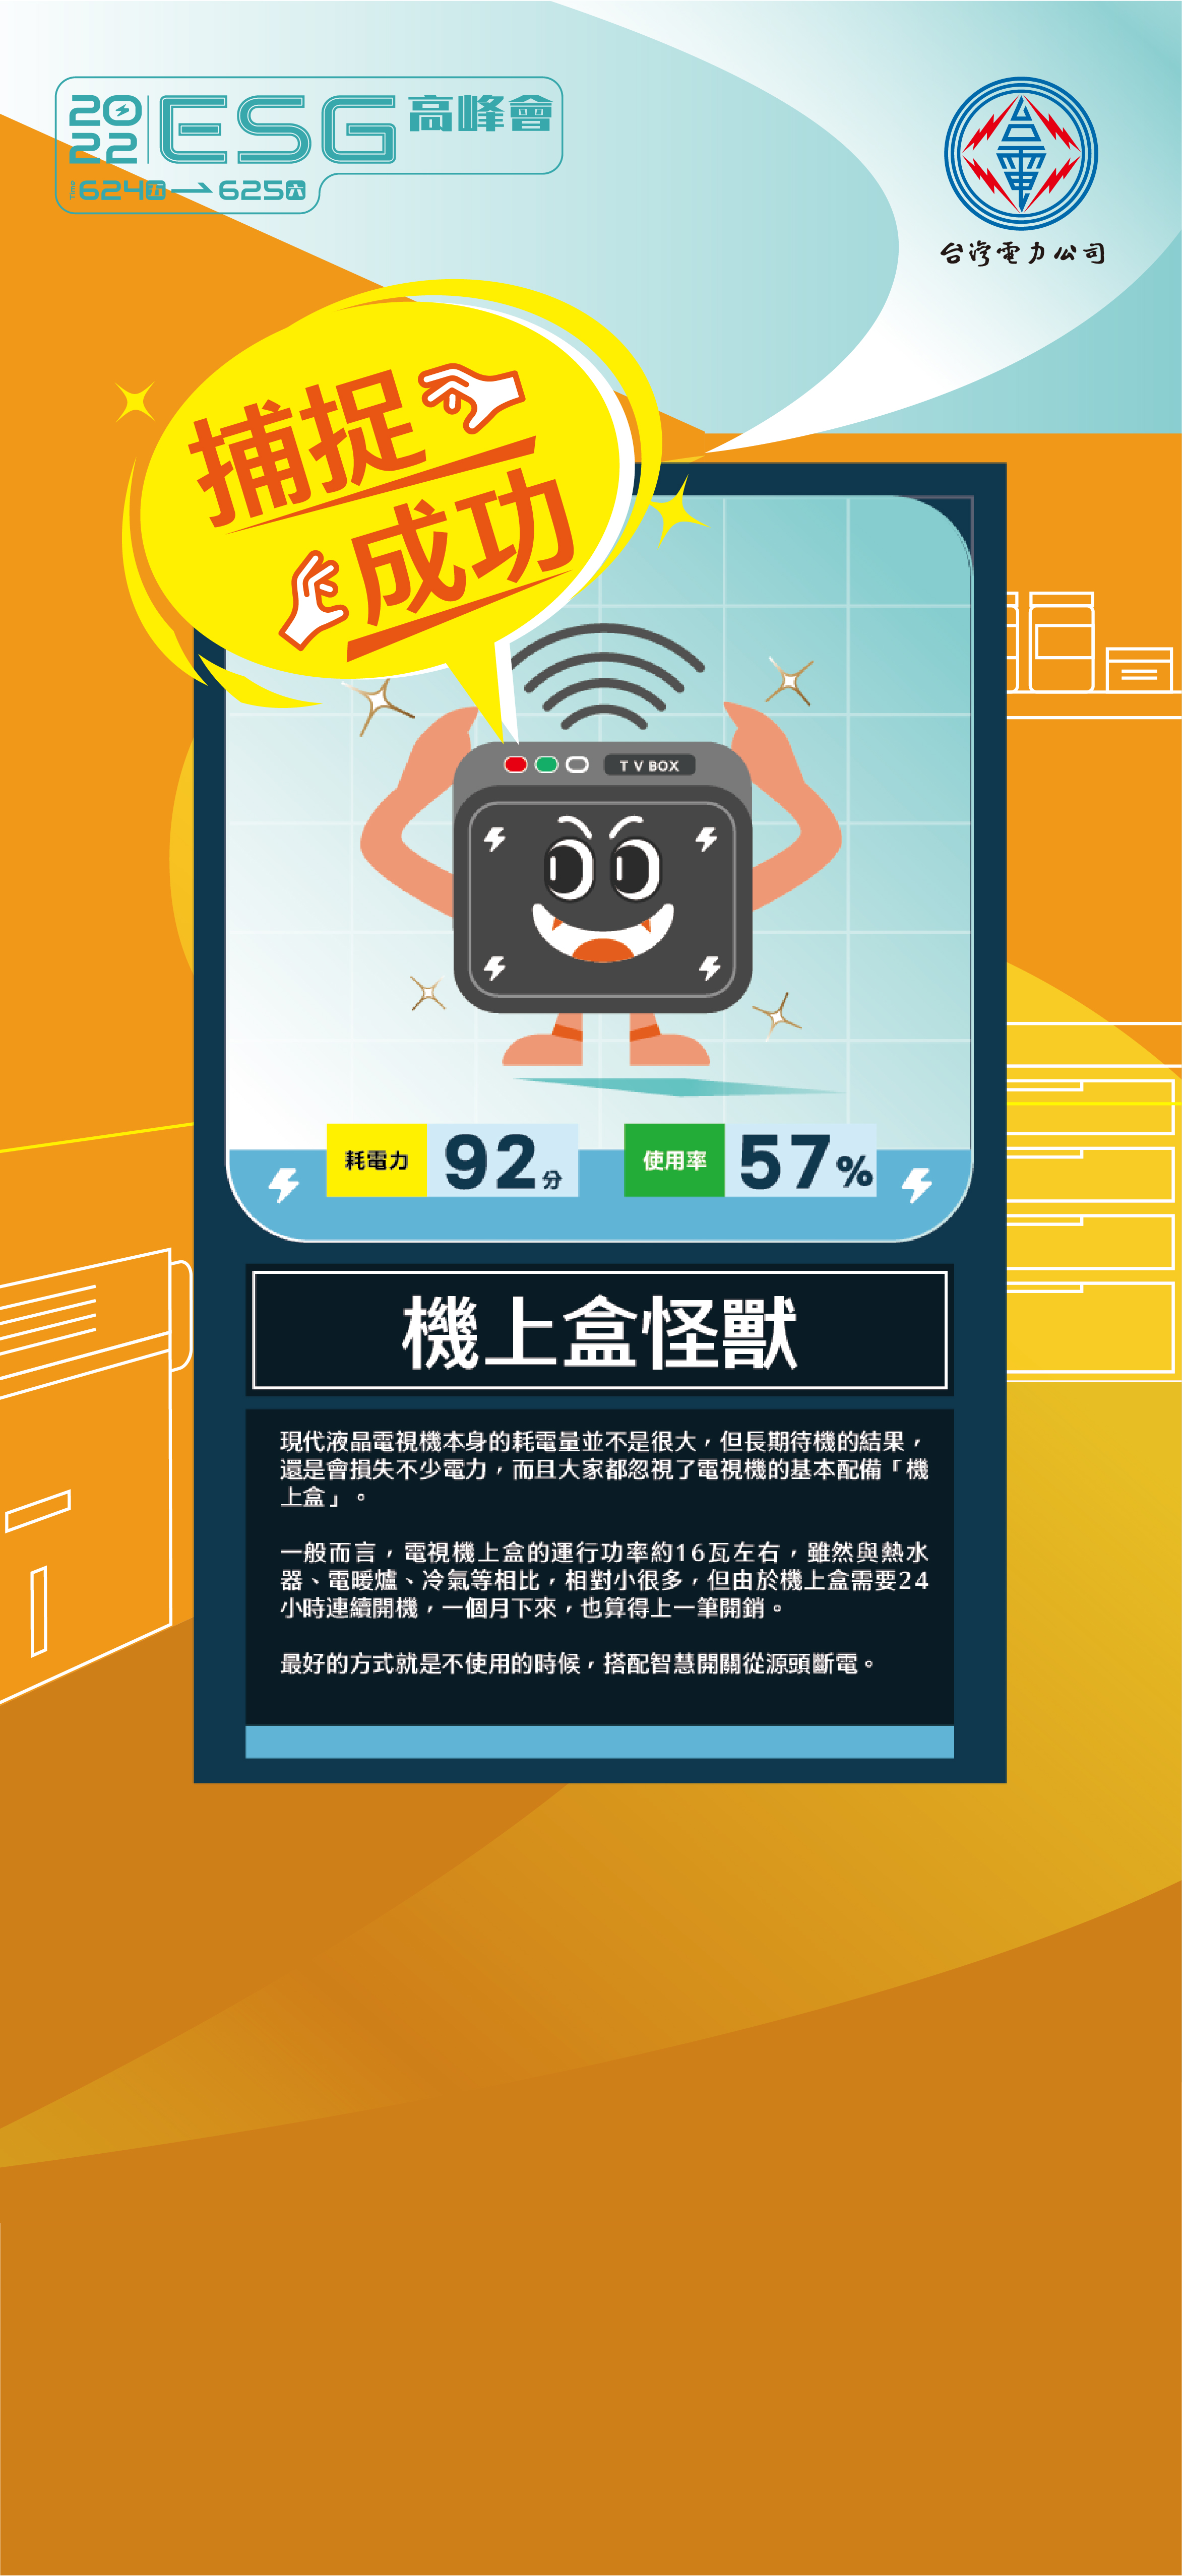 2022 ESG 高峰會
624五→625六
台電
台灣電力公司
捕捉
成功
TV BOX
耗電力 92分 使用率 57%
機上盒怪獸
現代液晶電視機本身的耗電量並不是很大，但長期待機的結果，
還是會損失不少電力，而且大家都忽視了電視機的基本配備「機
上盒」。
一般而言，電視機上盒的運行功率約16瓦左右，雖然與熱水
器、電暖爐、冷氣等相比，相對小很多，但由於機上盒需要24
小時連續開機，一個月下來，也算得上一筆開銷。
最好的方式就是不使用的時候，搭配智慧開關從源頭斷電。